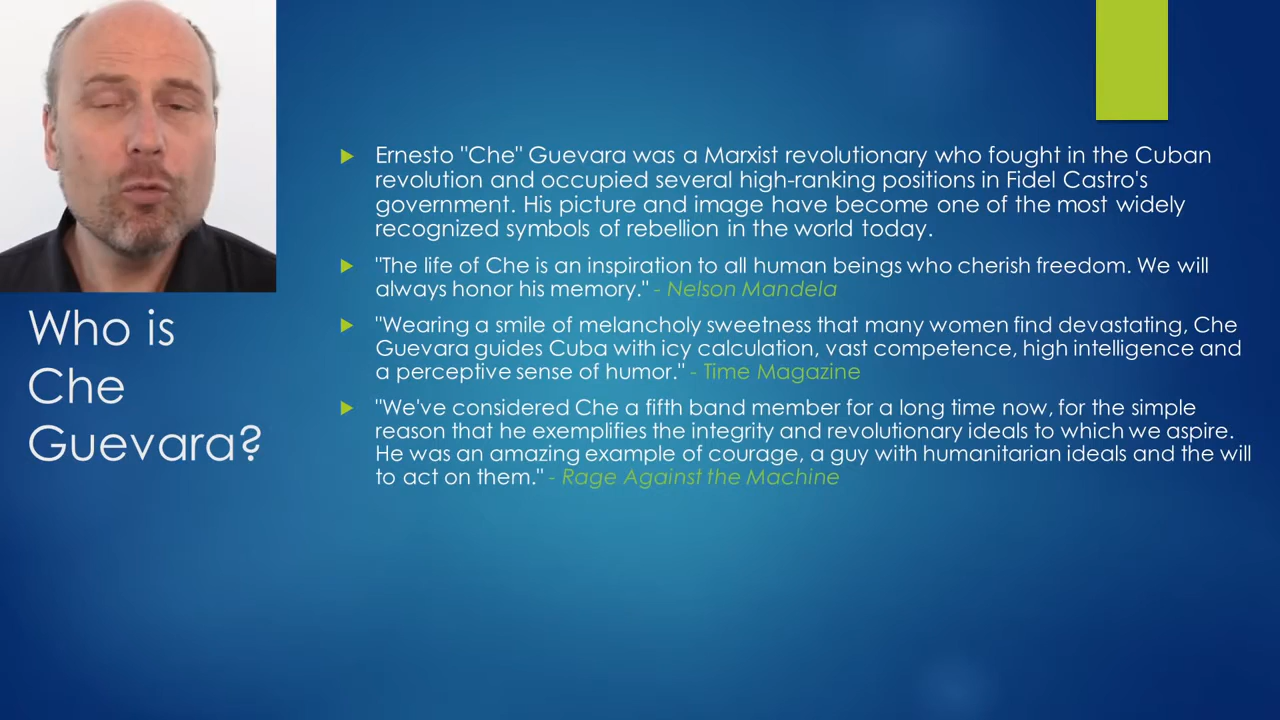 Who is
Che
Guevara?
Ernesto "Che" Guevara was a Marxist revolutionary who fought in the Cuban
revolution and occupied several high-ranking positions in Fidel Castro's
government. His picture and image have become one of the most widely
recognized symbols of rebellion in the world today.
"The life of Che is an inspiration to all human beings who cherish freedom. We will
always honor his memory." - Nelson Mandela
"Wearing a smile of melancholy sweetness that many women find devastating, Che
Guevara guides Cuba with icy calculation, vast competence, high intelligence and
a perceptive sense of humor." - Time Magazine
"We've considered Che a fifth band member for a long time now, for the simple
reason that he exemplifies the integrity and revolutionary ideals to which we aspire.
He was an amazing example of courage, a guy with humanitarian ideals and the will
to act on them." - Rage Against the Machine